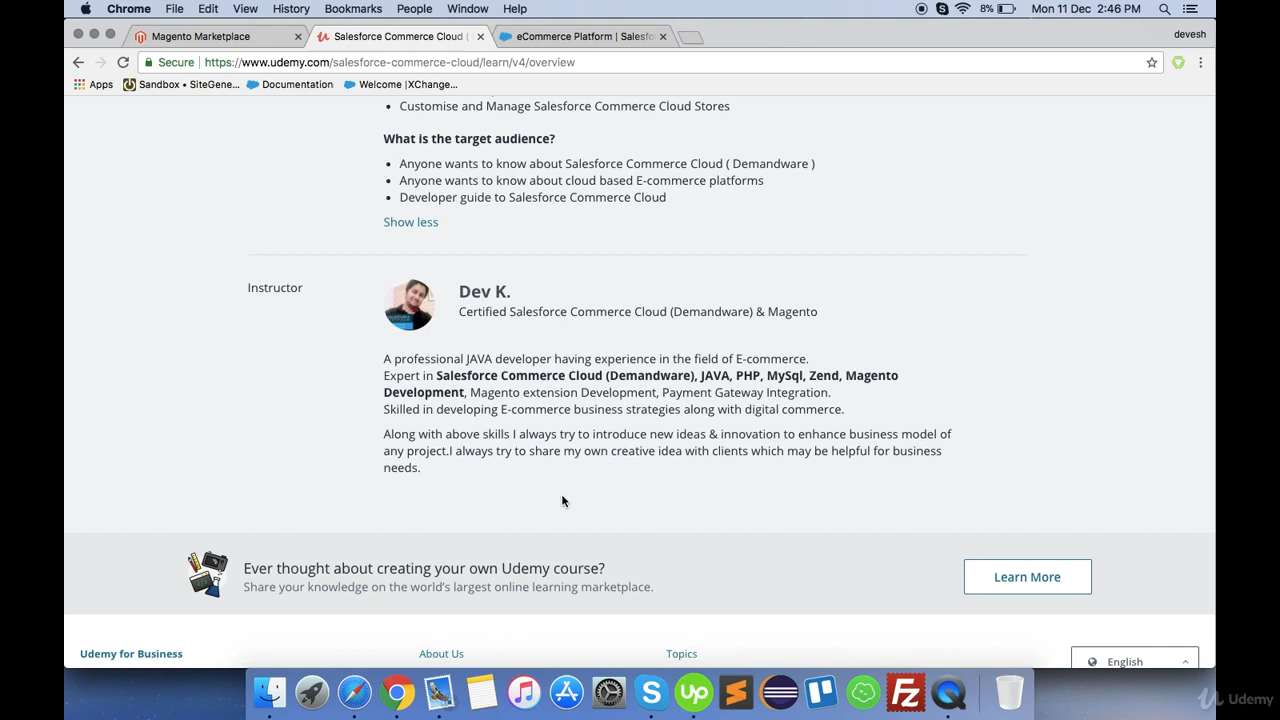 Chrome File Edit View History Bookmarks People Window Help 8% Mon 11 Dec 2:46 PM
Magento Marketplace Salesforce Commerce Cloud ( eCommerce Platform | Salesfo devesh
Secure https://www.udemy.com/salesforce-commerce-cloud/learn/v4/overview
Apps Sandbox • SiteGene... Documentation Welcome |XChange...
Customise and Manage Salesforce Commerce Cloud Stores
What is the target audience?
Anyone wants to know about Salesforce Commerce Cloud ( Demandware )
Anyone wants to know about cloud based E-commerce platforms
Developer guide to Salesforce Commerce Cloud
Show less
Instructor
Dev K.
Certified Salesforce Commerce Cloud (Demandware) & Magento
A professional JAVA developer having experience in the field of E-commerce.
Expert in Salesforce Commerce Cloud (Demandware), JAVA, PHP, MySql, Zend, Magento
Development, Magento extension Development, Payment Gateway Integration.
Skilled in developing E-commerce business strategies along with digital commerce.
Along with above skills I always try to introduce new ideas & innovation to enhance business model of
any project.I always try to share my own creative idea with clients which may be helpful for business
needs.
Ever thought about creating your own Udemy course?
Share your knowledge on the world's largest online learning marketplace.
Learn More
Udemy for Business About Us Topics
English
Udemy